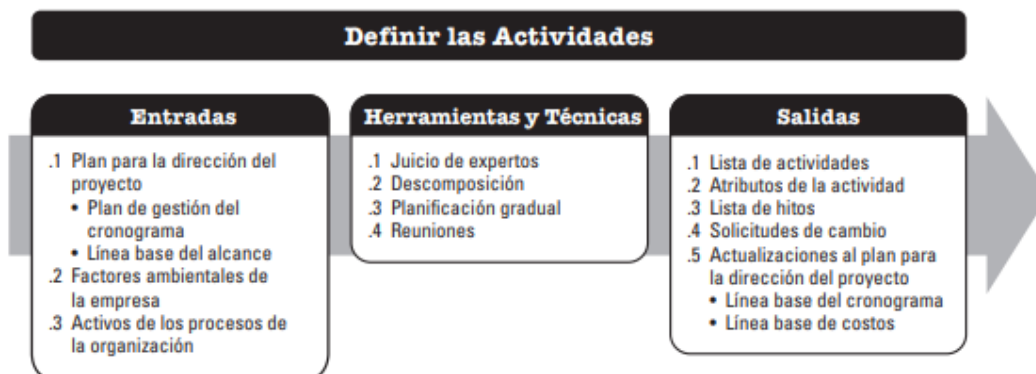 Definir las Actividades
Entradas
.1 Plan para la dirección del
proyecto
• Plan de gestión del
cronograma
• Línea base del alcance
.2 Factores ambientales de
la empresa
.3 Activos de los procesos de
la organización
Herramientas y Técnicas
.1 Juicio de expertos
.2 Descomposición
.3 Planificación gradual
.4 Reuniones
Salidas
.1 Lista de actividades
.2 Atributos de la actividad
.3 Lista de hitos
.4 Solicitudes de cambio
.5 Actualizaciones al plan para
la dirección del proyecto
• Línea base del cronograma
• Línea base de costos